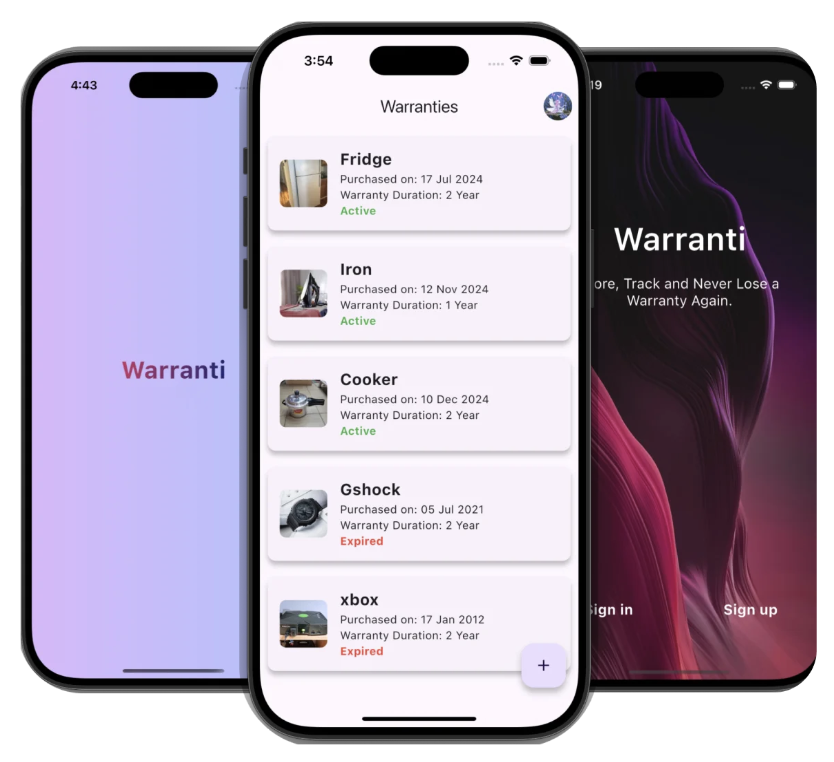 4:43
Warranti
3:54
Warranties
Fridge
Purchased on: 17 Jul 2024
Warranty Duration: 2 Year
Active
Iron
Purchased on: 12 Nov 2024
Warranty Duration: 1 Year
Active
Cooker
Purchased on: 10 Dec 2024
Warranty Duration: 2 Year
Active
Gshock
Purchased on: 05 Jul 2021
Warranty Duration: 2 Year
Expired
xbox
Purchased on: 17 Jan 2012
Warranty Duration: 2 Year
Expired
+
19
Warranti
ore, Track and Never Lose a
Warranty Again.
ign in
Sign up